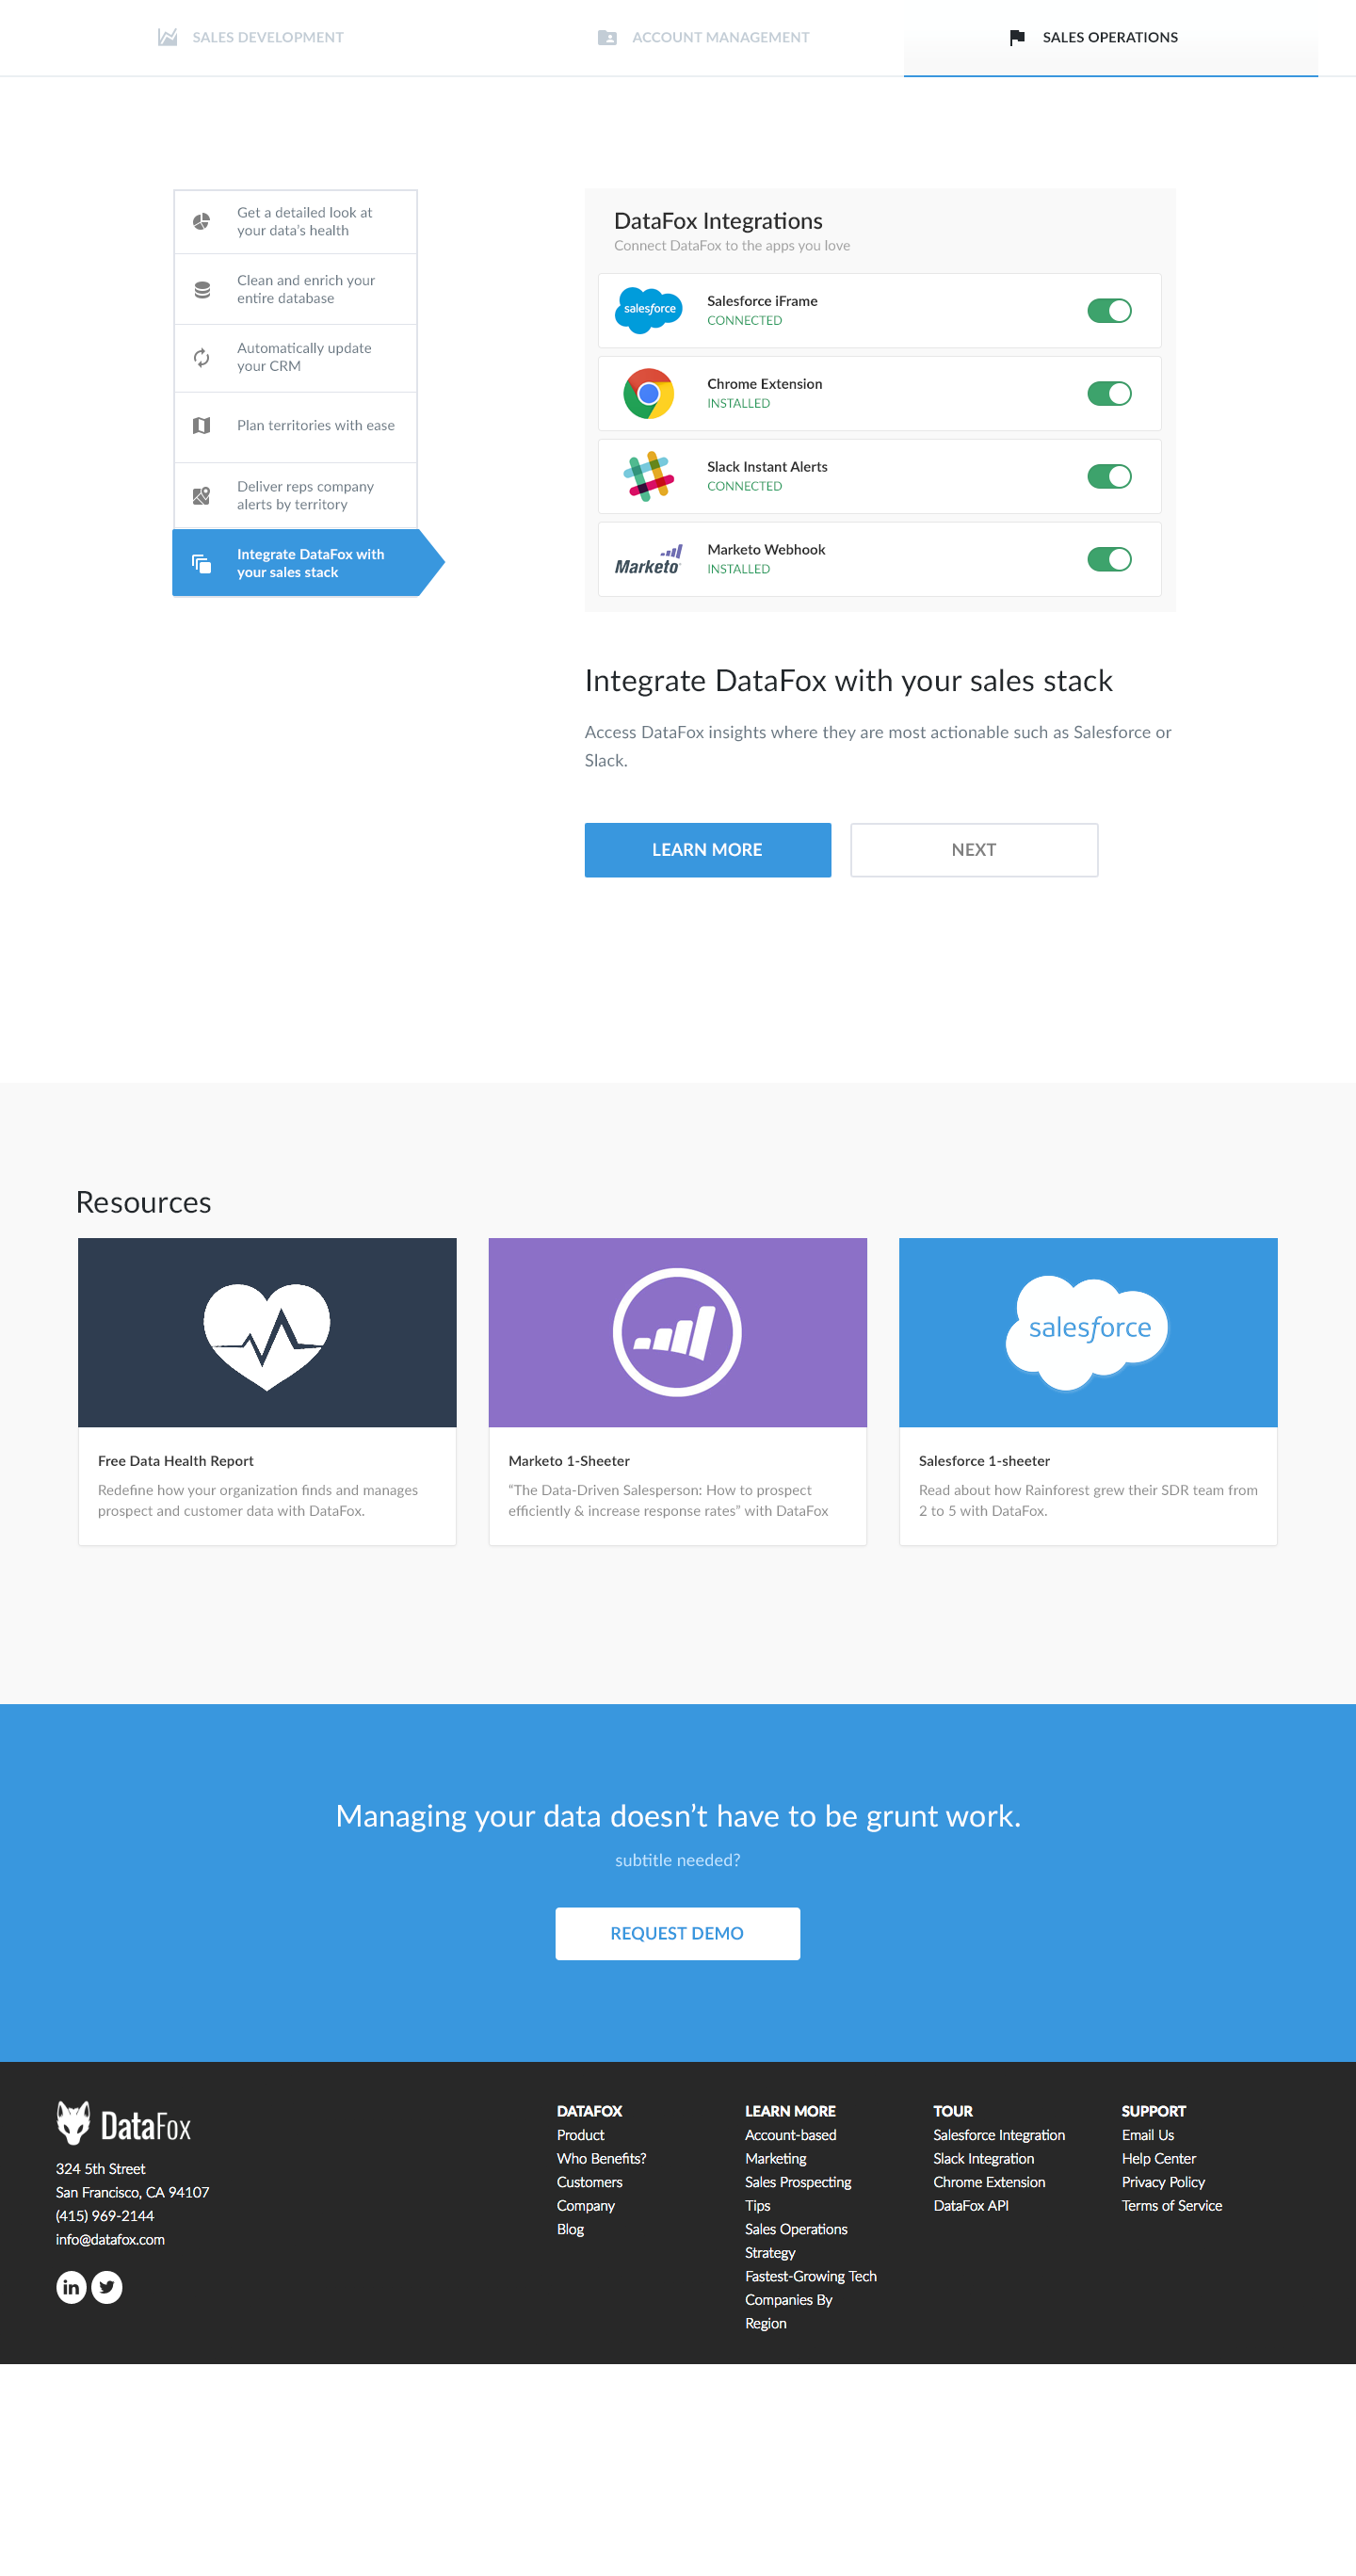 SALES DEVELOPMENT
ACCOUNT MANAGEMENT
SALES OPERATIONS
Get a detailed look at
your data's health
Clean and enrich your
entire database
Automatically update
your CRM
Plan territories with ease
Deliver reps company
alerts by territory
Integrate DataFox with
your sales stack
DataFox Integrations
Connect DataFox to the apps you love
salesforce
Salesforce iFrame
CONNECTED
Chrome Extension
INSTALLED
Slack Instant Alerts
CONNECTED
Marketo
Marketo Webhook
INSTALLED
Integrate DataFox with your sales stack
Access DataFox insights where they are most actionable such as Salesforce or
Slack.
LEARN MORE
NEXT
Resources
salesforce
Free Data Health Report
Redefine how your organization finds and manages
prospect and customer data with DataFox.
Marketo 1-Sheeter
“The Data-Driven Salesperson: How to prospect
efficiently & increase response rates” with DataFox
Salesforce 1-sheeter
Read about how Rainforest grew their SDR team from
2 to 5 with DataFox.
Managing your data doesn’t have to be grunt work.
subtitle needed?
REQUEST DEMO
DataFox
324 5th Street
San Francisco, CA 94107
(415) 969-2144
info@datafox.com
in
DATAFOX
Product
Who Benefits?
Customers
Company
Blog
LEARN MORE
Account-based
Marketing
Sales Prospecting
Tips
Sales Operations
Strategy
Fastest-Growing Tech
Companies By
Region
TOUR
Salesforce Integration
Slack Integration
Chrome Extension
DataFox API
SUPPORT
Email Us
Help Center
Privacy Policy
Terms of Service